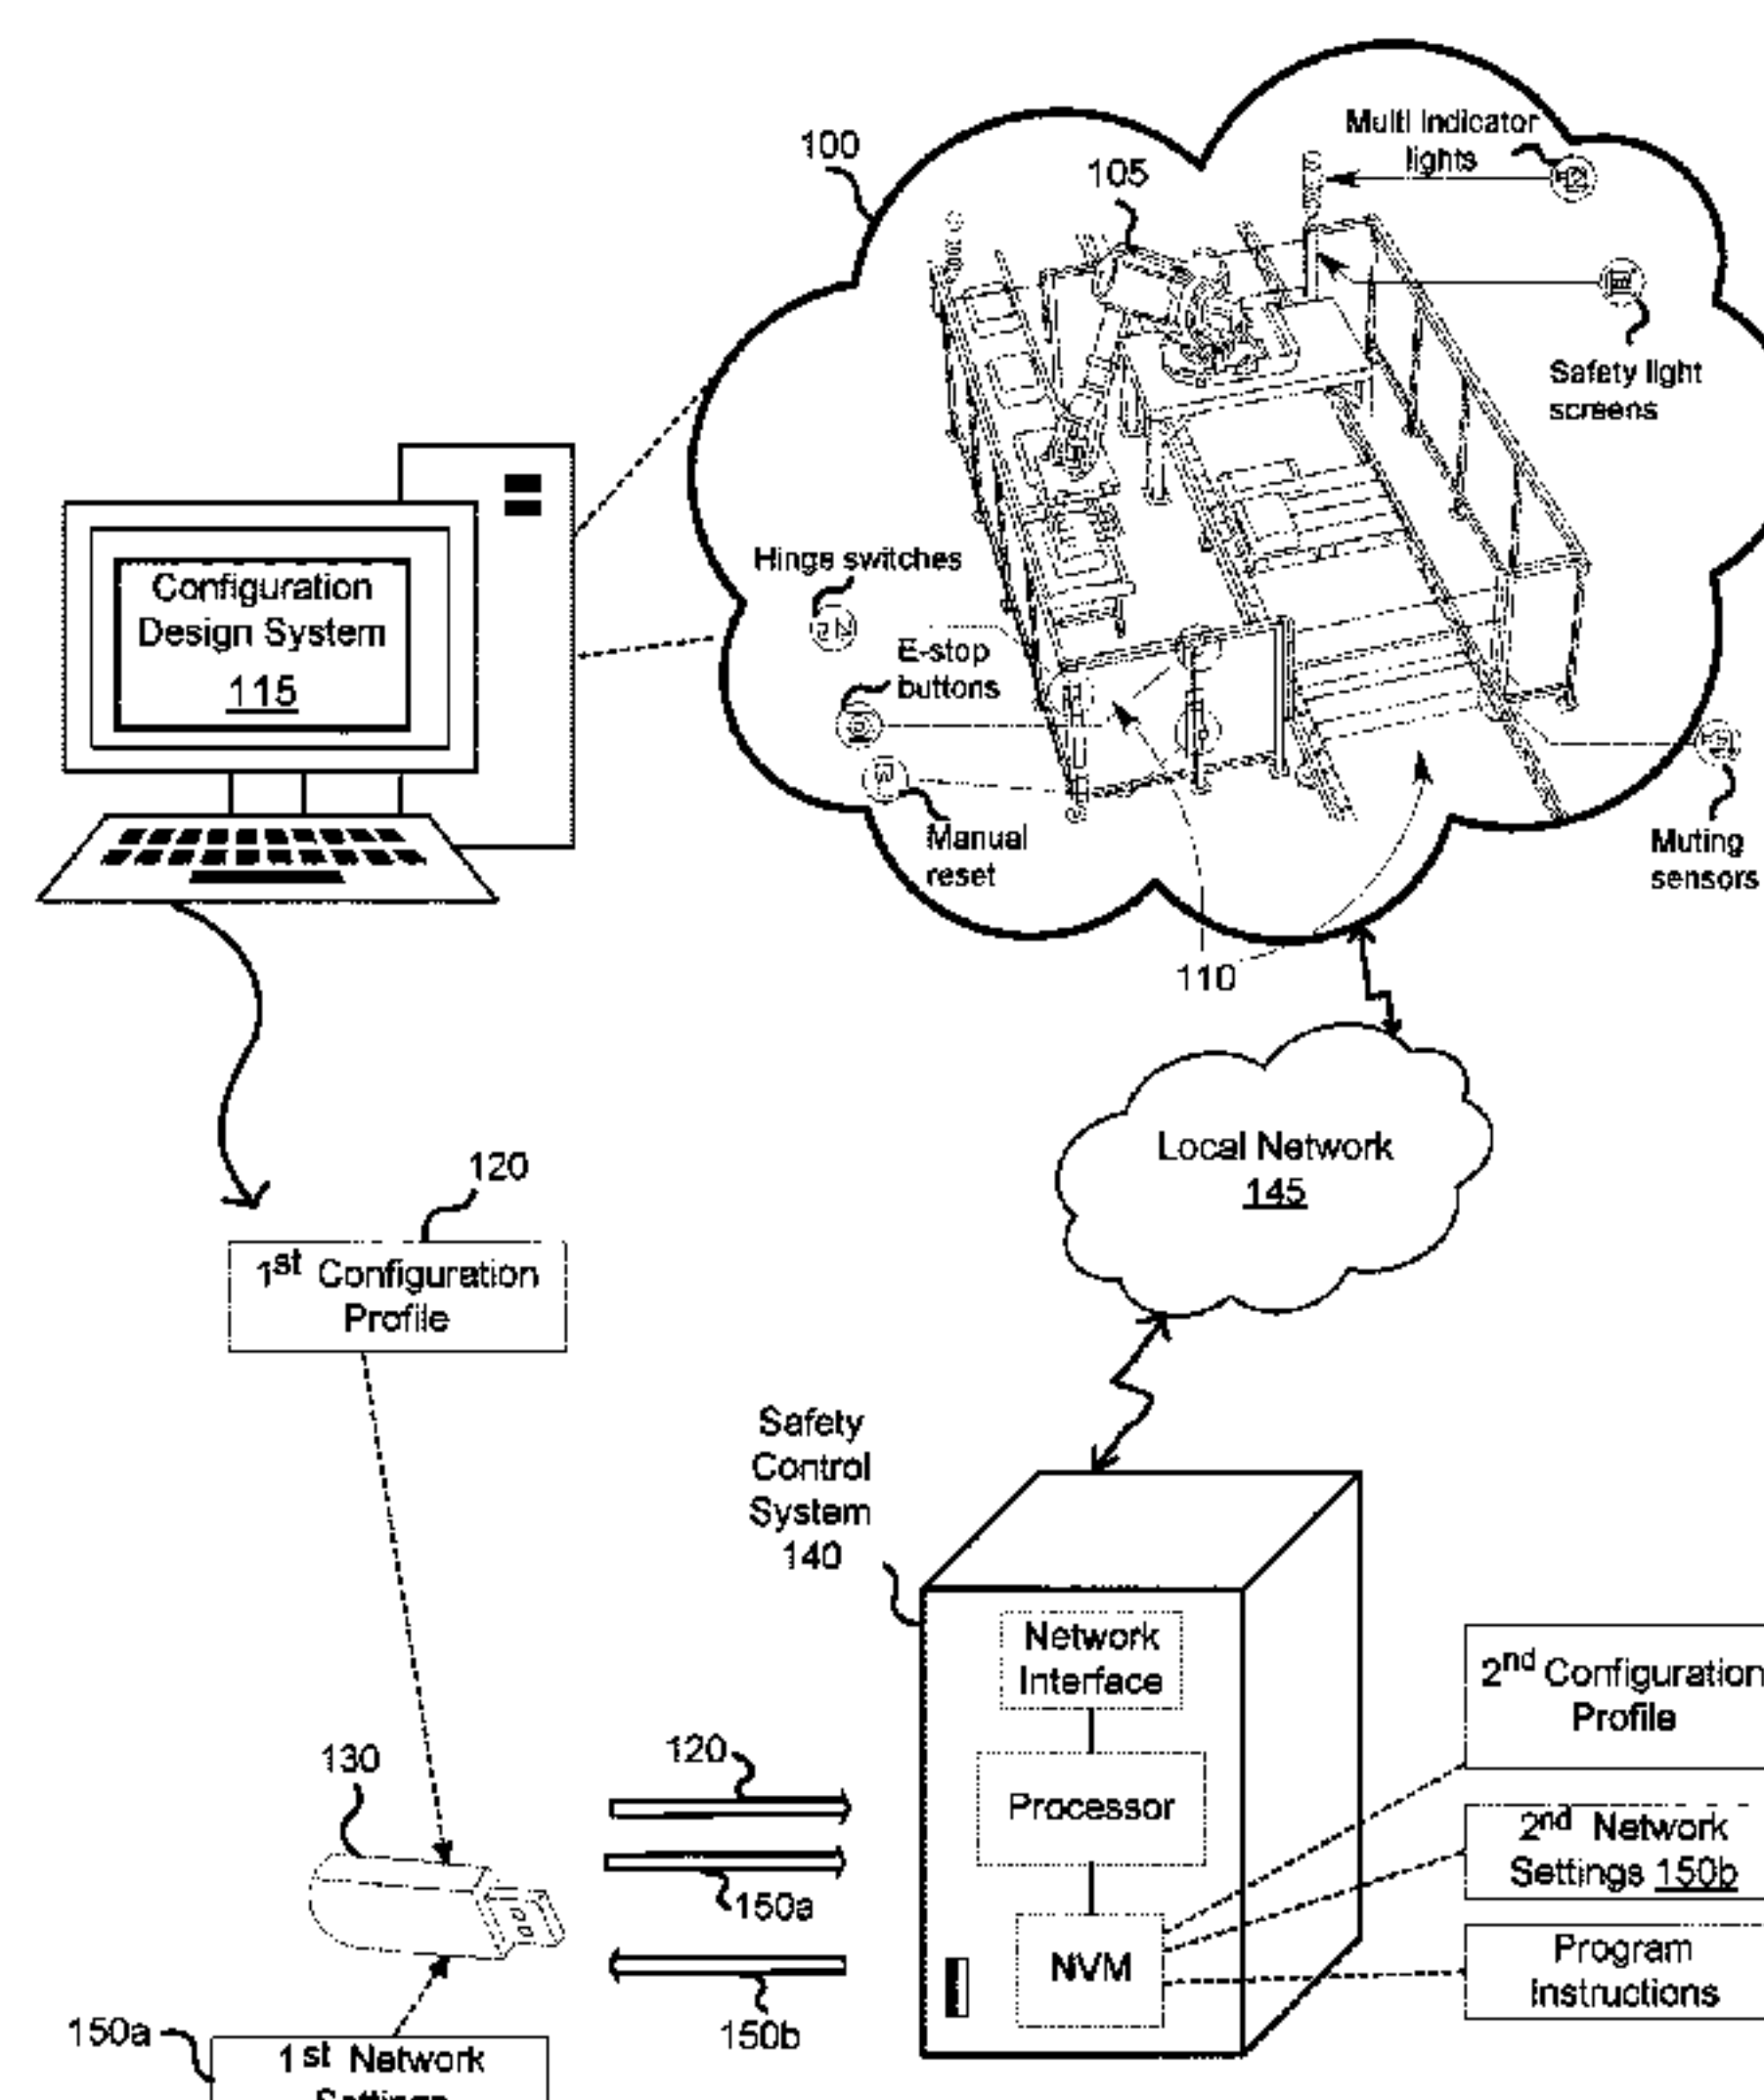 100
105
Multi indicator
lights
Safety light
screens
Configuration
Design System
115
Hinge switches
E-stop
buttons
Manual
reset
Muting
sensors
110
Local Network
145
120
1st Configuration
Profile
Safety
Control
System
140
Network
Interface
Processor
NVM
2nd Configuration
Profile
2nd Network
Settings 150b
Program
Instructions
130
120
150a
150b
150a
1st Network
Settings